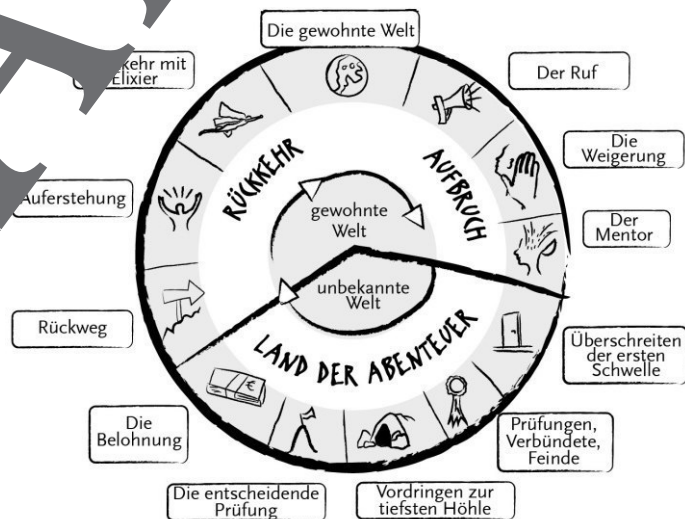 Die gewohnte Welt
Der Ruf
Die
Weigerung
Der
Mentor
Überschreiten
der ersten
Schwelle
Prüfungen,
Verbündete,
Feinde
Vordringen zur
tiefsten Höhle
Die entscheidende
Prüfung
Die
Belohnung
Rückweg
Auferstehung
mit
Elixier
RÜCKKEHR
AUFBRUCH
LAND DER ABENTEUER
gewohnte
Welt
unbekannte
Welt
€